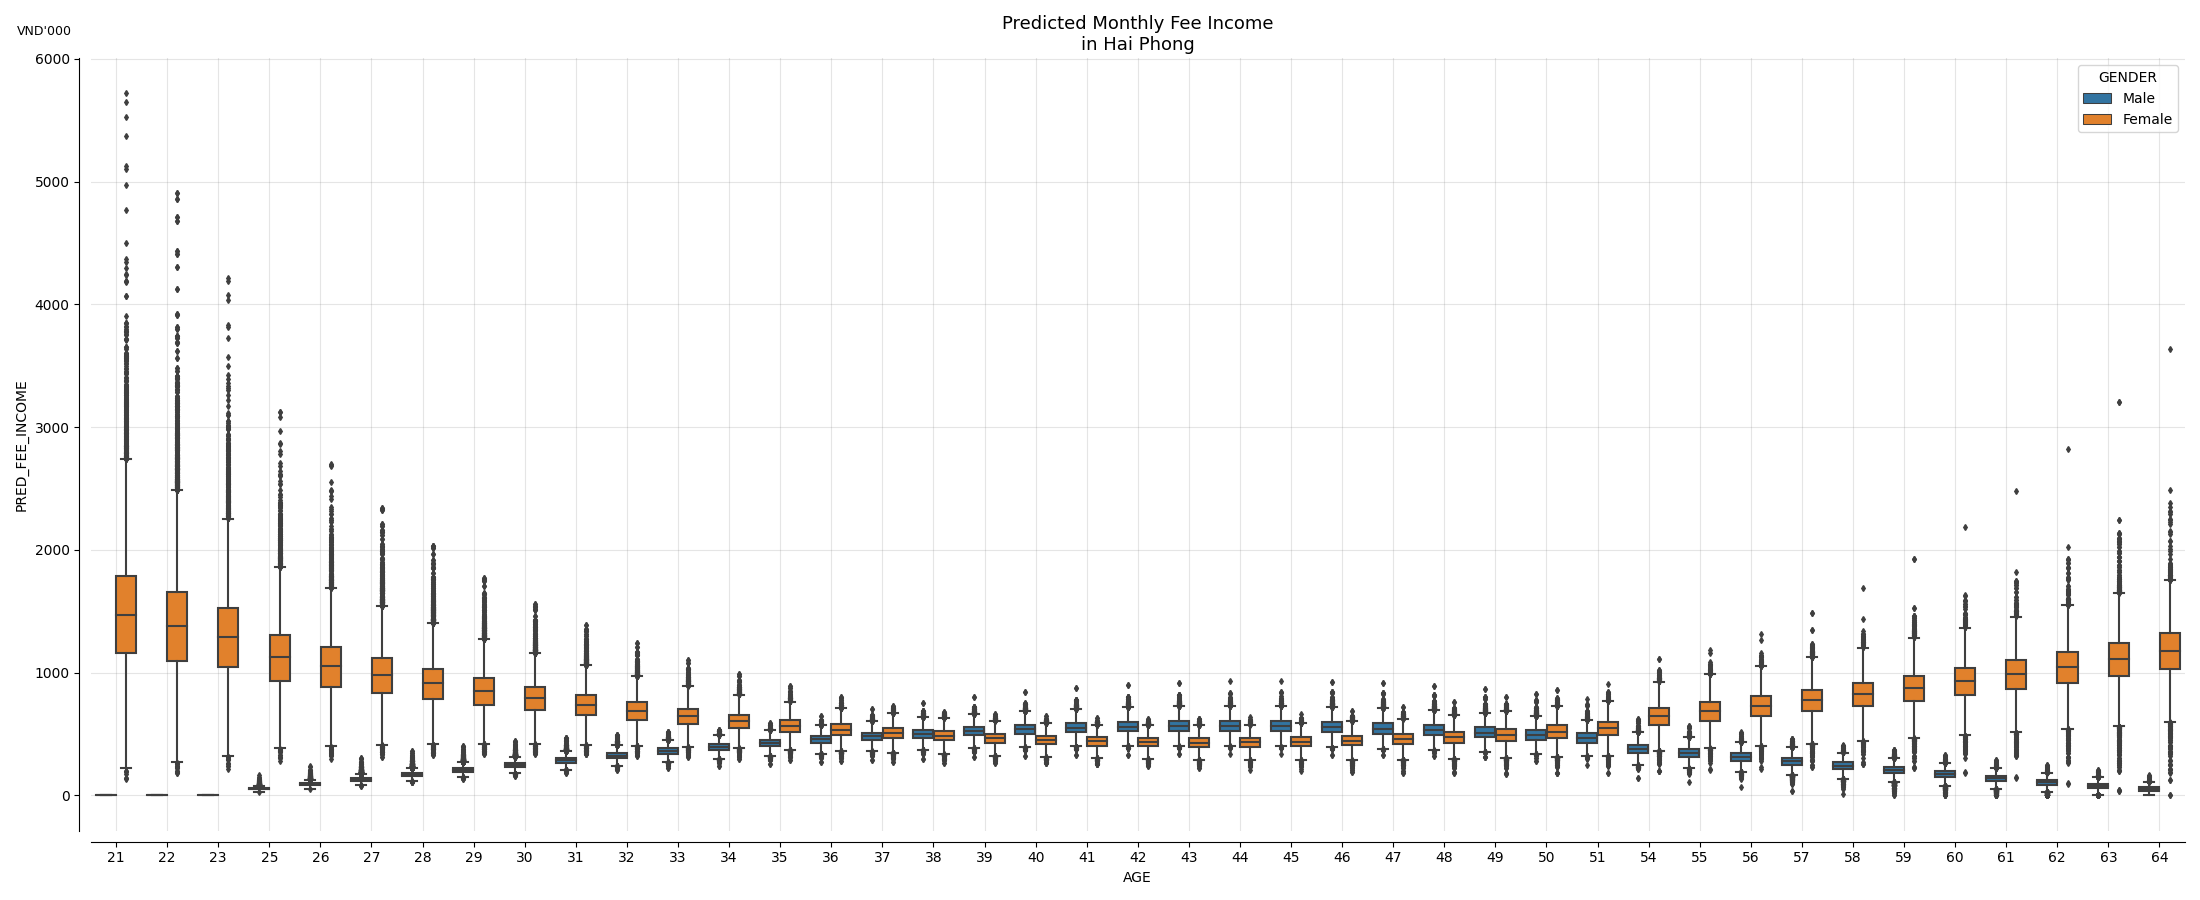 VND'000
Predicted Monthly Fee Income
in Hai Phong
6000
5000
4000
3000
2000
1000
0
PRED_FEE_INCOME
GENDER
Male
Female
21 22 23 25 26 27 28 29 30 31 32 33 34 35 36 37 38 39 40 41 42 43 44 45 46 47 48 49 50 51 54 55 56 57 58 59 60 61 62 63 64
AGE